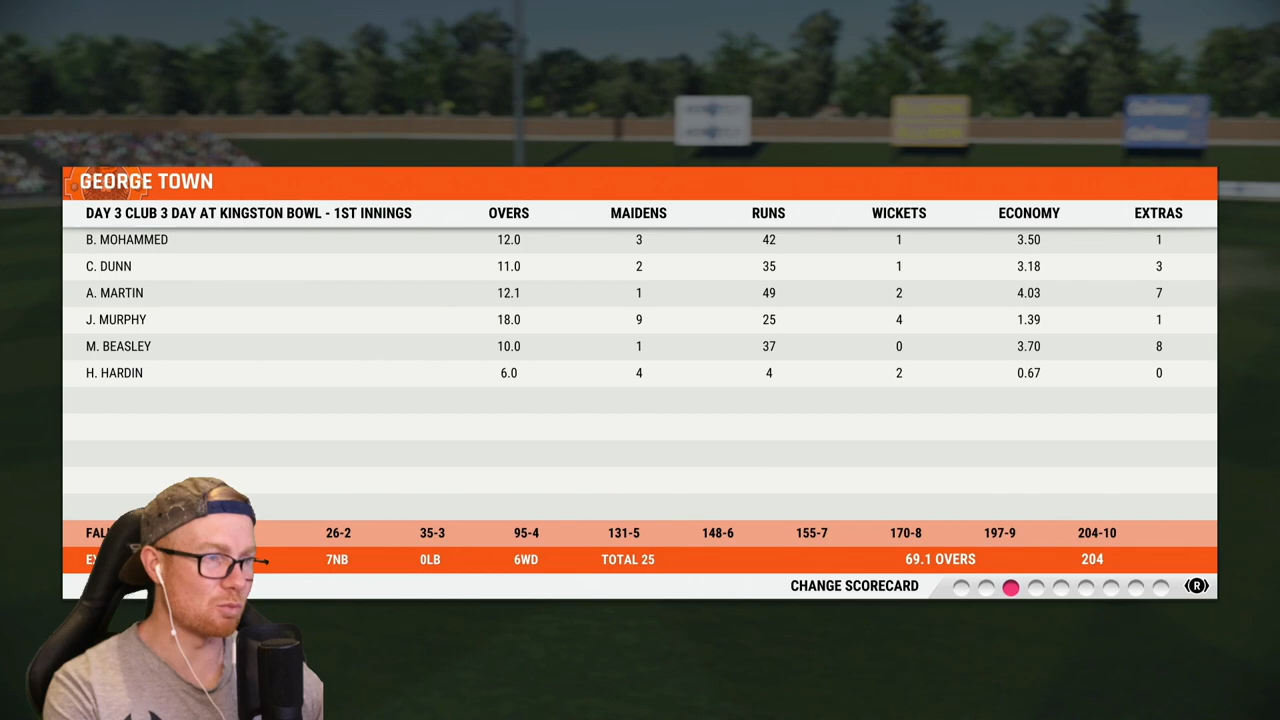 GEORGE TOWN
DAY 3 CLUB 3 DAY AT KINGSTON BOWL - 1ST INNINGS OVERS MAIDENS RUNS WICKETS ECONOMY EXTRAS
B. MOHAMMED 12.0 3 42 1 3.50 1
C. DUNN 11.0 2 35 1 3.18 3
A. MARTIN 12.1 1 49 2 4.03 7
J. MURPHY 18.0 9 25 4 1.39 1
M. BEASLEY 10.0 1 37 0 3.70 8
H. HARDIN 6.0 4 4 2 0.67 0
26-2 35-3 95-4 131-5 148-6 155-7 170-8 197-9 204-10
7NB 0LB 6WD TOTAL 25 69.1 OVERS 204
CHANGE SCORECARD R